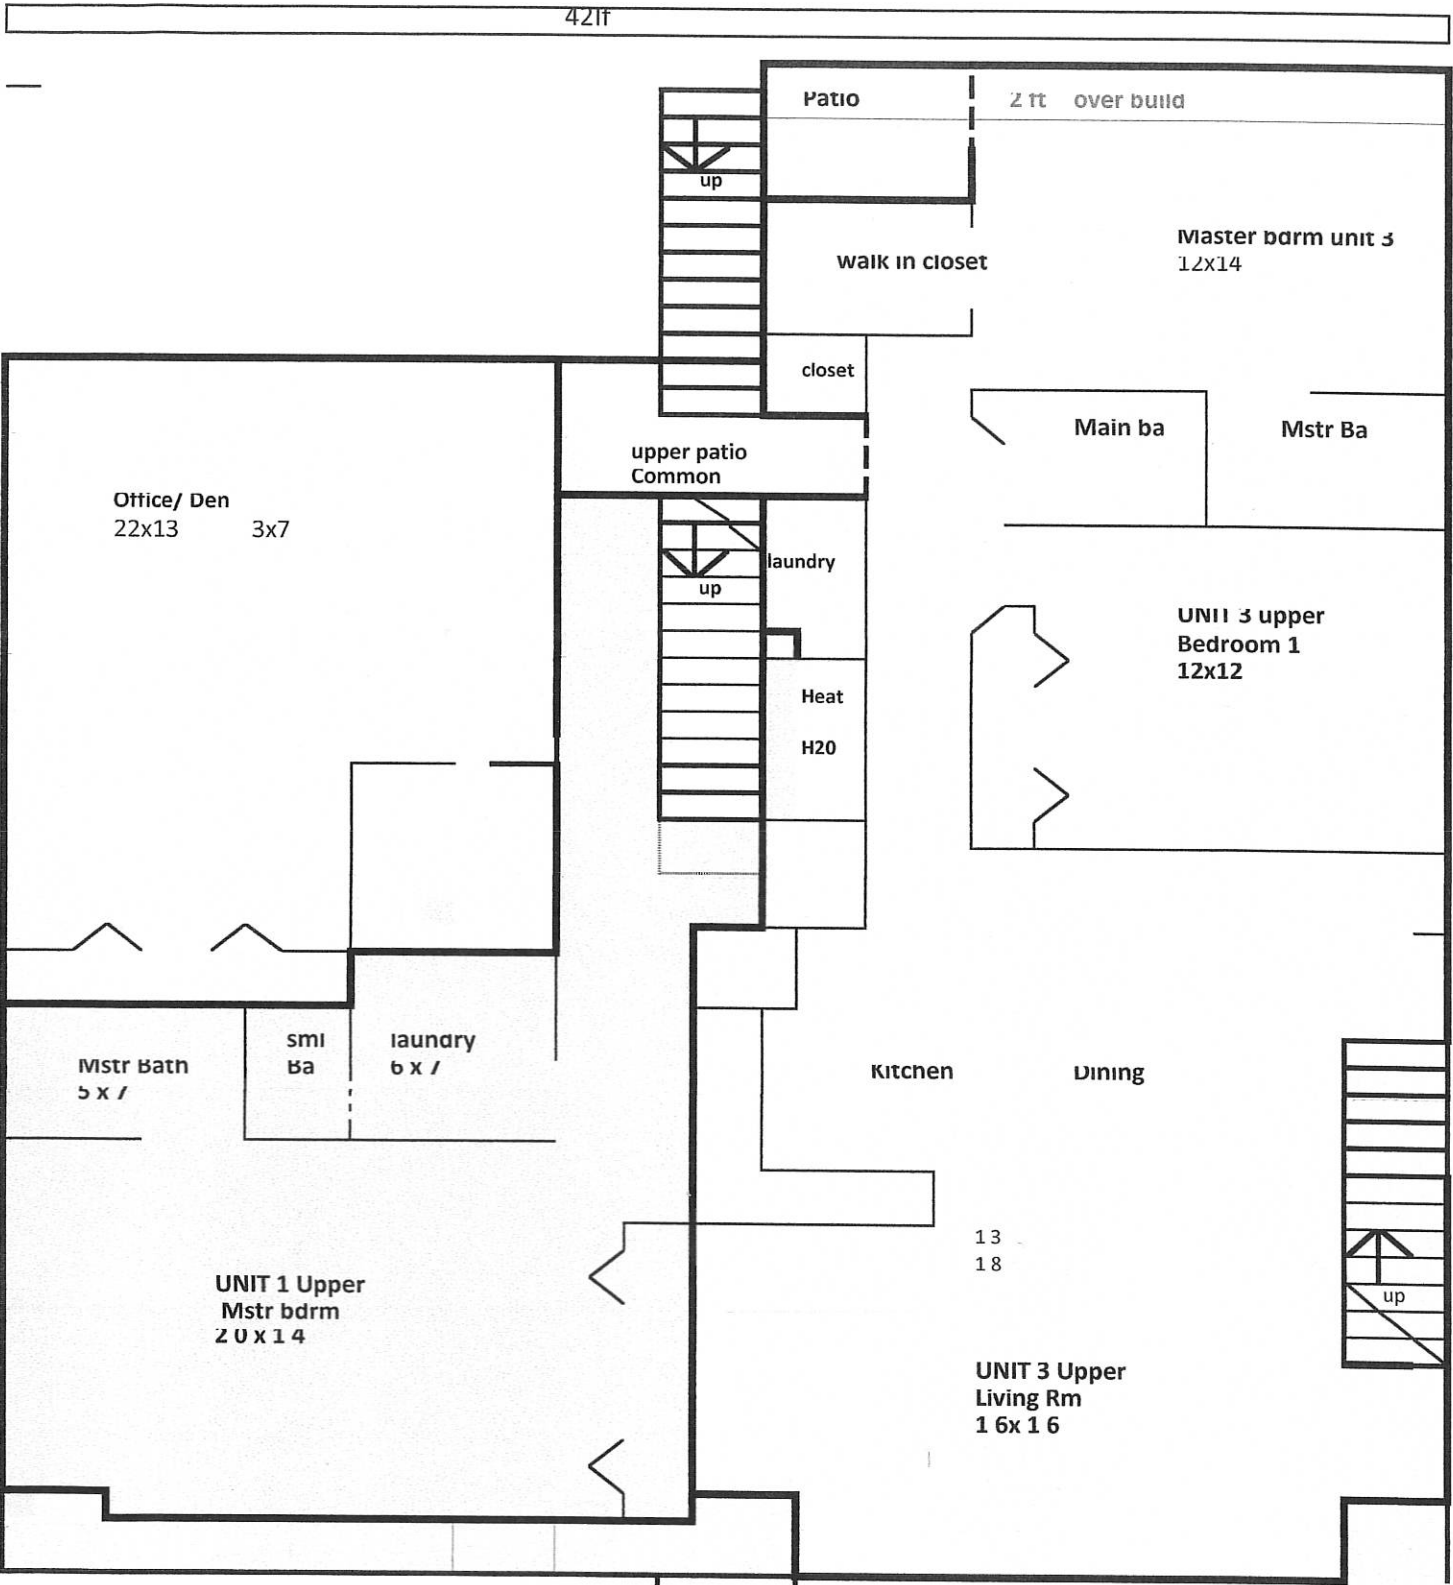 42lf
Patio
2 ft over build
up
Master bdrm unit 3
12x14
walk in closet
closet
Main ba
Mstr Ba
upper patio
Common
Office/ Den
22x13 3x7
laundry
up
UNIT 3 upper
Bedroom 1
12x12
Heat
H20
sml
Ba
laundry
6 x 7
Mstr Bath
5 x 7
Kitchen
Dining
13
18
UNIT 1 Upper
Mstr bdrm
20x14
up
UNIT 3 Upper
Living Rm
16x 16